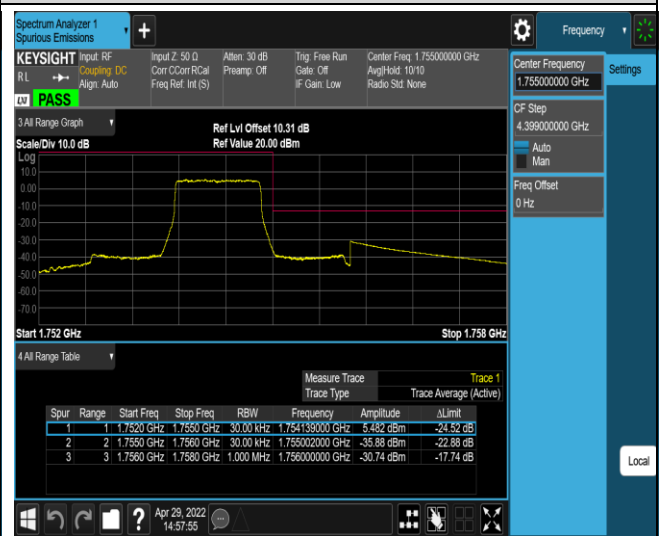 Spectrum Analyzer 1
Spurious Emissions
Frequency
KEYSIGHT Input: RF
R L
Coupling: DC
Align: Auto
Input Z: 50 Ω
Corr CCorr RCal
Freq Ref: Int (S)
Atten: 30 dB
Preamp: Off
Trig: Free Run
Gate: Off
IF Gain: Low
Center Freq: 1.755000000 GHz
Avg|Hold: 10/10
Radio Std: None
LXI PASS
Center Frequency
1.755000000 GHz
Settings
CF Step
4.399000000 GHz
Auto
Man
Freq Offset
0 Hz
3 All Range Graph
Scale/Div 10.0 dB
Ref Lvl Offset 10.31 dB
Ref Value 20.00 dBm
Log
10.0
0.00
-10.0
-20.0
-30.0
-40.0
-50.0
-60.0
-70.0
Start 1.752 GHz Stop 1.758 GHz
4 All Range Table
Measure Trace Trace 1
Trace Type Trace Average (Active)
Spur Range Start Freq Stop Freq RBW Frequency Amplitude ΔLimit
1 1 1.7520 GHz 1.7550 GHz 30.00 kHz 1.754139000 GHz 5.482 dBm -24.52 dB
2 2 1.7550 GHz 1.7560 GHz 30.00 kHz 1.755002000 GHz -35.88 dBm -22.88 dB
3 3 1.7560 GHz 1.7580 GHz 1.000 MHz 1.756000000 GHz -30.74 dBm -17.74 dB
Local
Apr 29, 2022
14:57:55